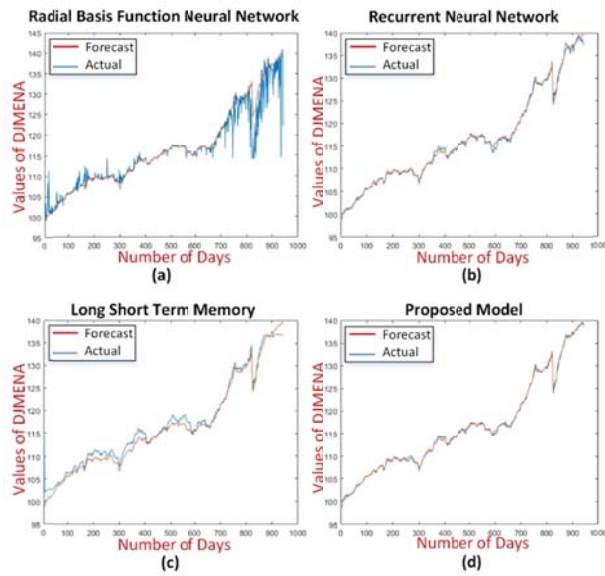 Radial Basis Function Neural Network
Forecast
Actual
Values of DJMENA
145
140
135
130
125
120
115
110
105
100
95
0 100 200 300 400 500 600 700 800 900 1000
Number of Days
(a)
Recurrent Neural Network
Forecast
Actual
Values of DJMENA
140
135
130
125
120
115
110
105
100
95
0 100 200 300 400 500 600 700 800 900 1000
Number of Days
(b)
Long Short Term Memory
Forecast
Actual
Values of DJMENA
140
135
130
125
120
115
110
105
100
95
0 100 200 300 400 500 600 700 800 900 1000
Number of Days
(c)
Proposed Model
Forecast
Actual
Values of DJMENA
140
135
130
125
120
115
110
105
100
95
0 100 200 300 400 500 600 700 800 900 1000
Number of Days
(d)